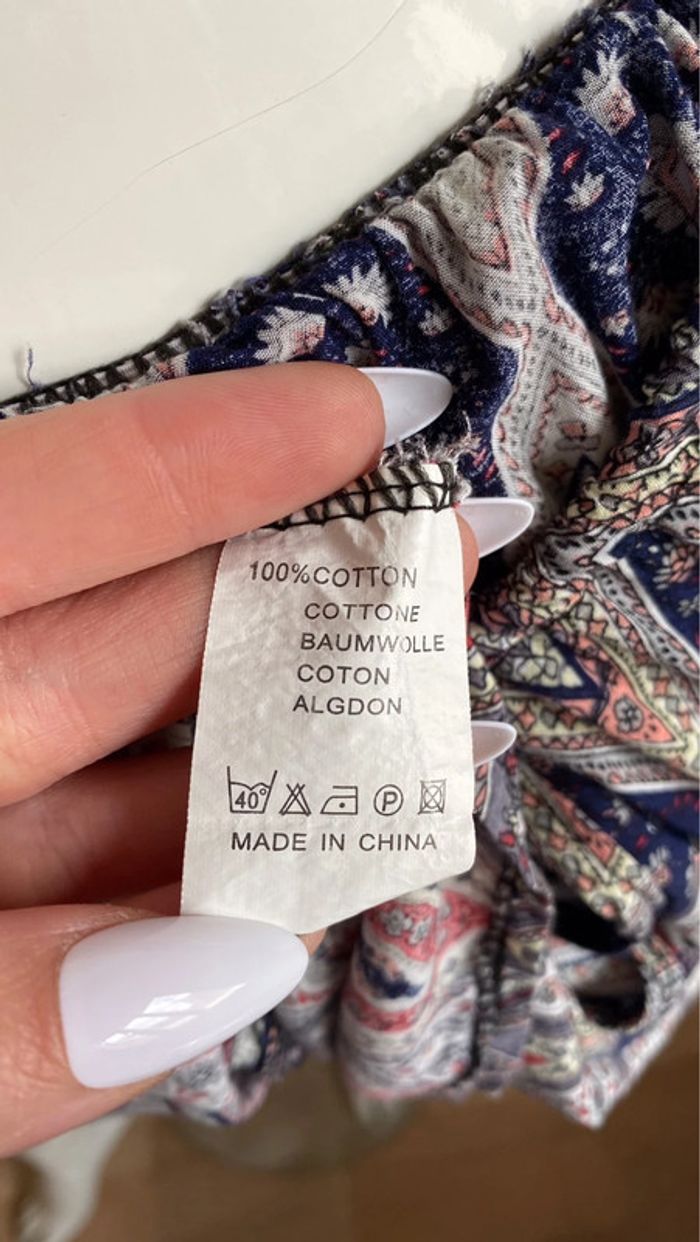 100%COTTON
COTTONE
BAUMWOLLE
COTON
ALGDON
40° P
MADE IN CHINA